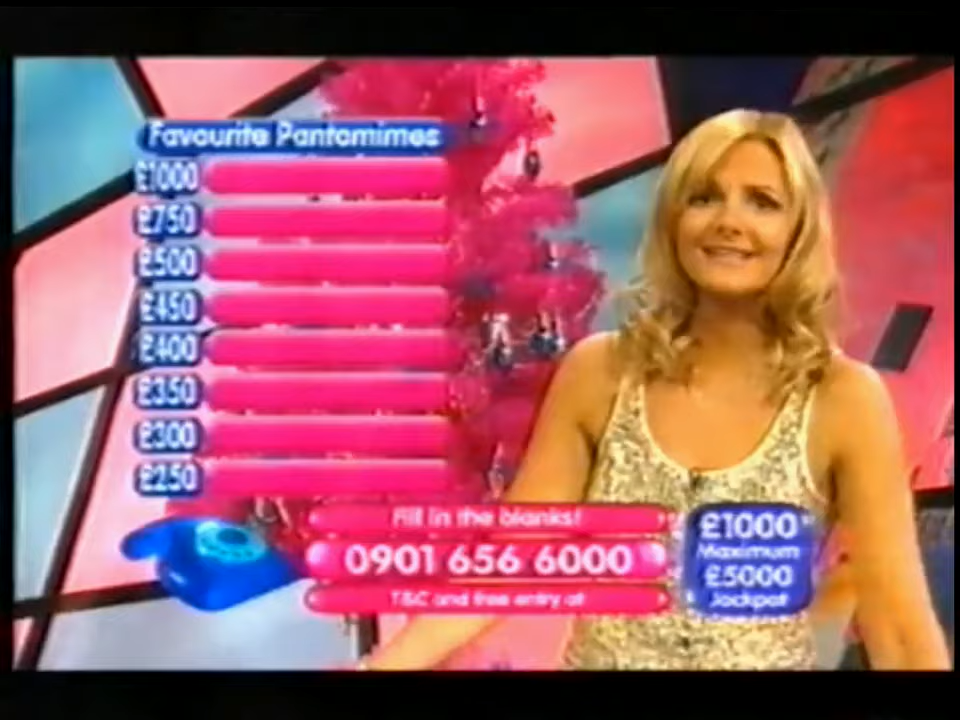 Favourite Pantomimes
£1000
£750
£500
£450
£400
£350
£300
£250
Fill in the blanks!
0901 656 6000
T&C and free entry at
£1000
Maximum
£5000
Jackpot